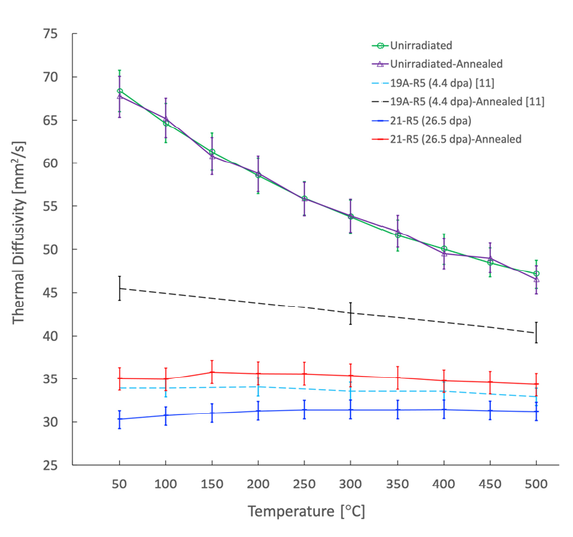 Thermal Diffusivity [mm²/s]
75
70
65
60
55
50
45
40
35
30
25
Unirradiated
Unirradiated-Annealed
19A-R5 (4.4 dpa) [11]
19A-R5 (4.4 dpa)-Annealed [11]
21-R5 (26.5 dpa)
21-R5 (26.5 dpa)-Annealed
50 100 150 200 250 300 350 400 450 500
Temperature [°C]